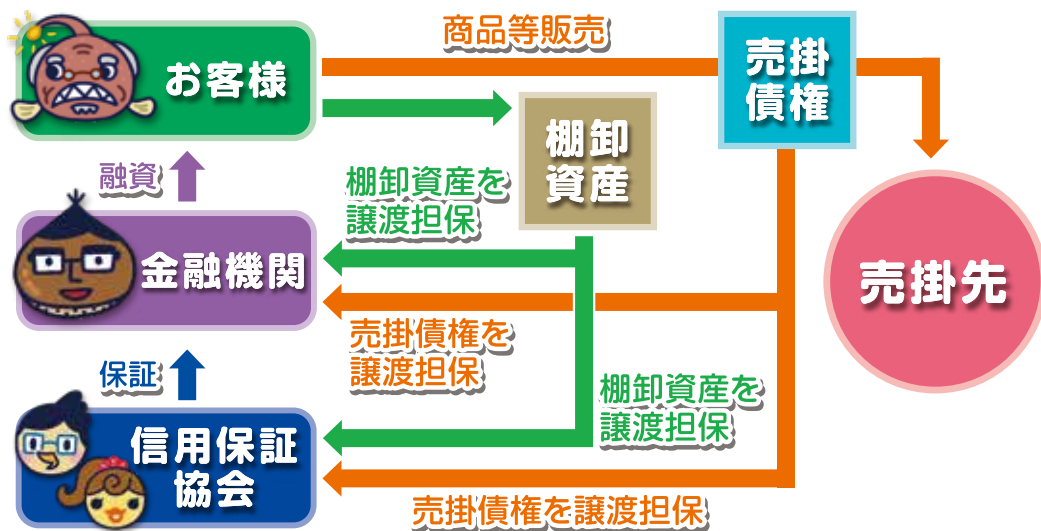 商品等販売
お客様
売掛
債権
棚卸
資産
融資
棚卸資産を
譲渡担保
金融機関
売掛先
売掛債権を
譲渡担保
保証
棚卸資産を
譲渡担保
信用保証
協会
売掛債権を譲渡担保